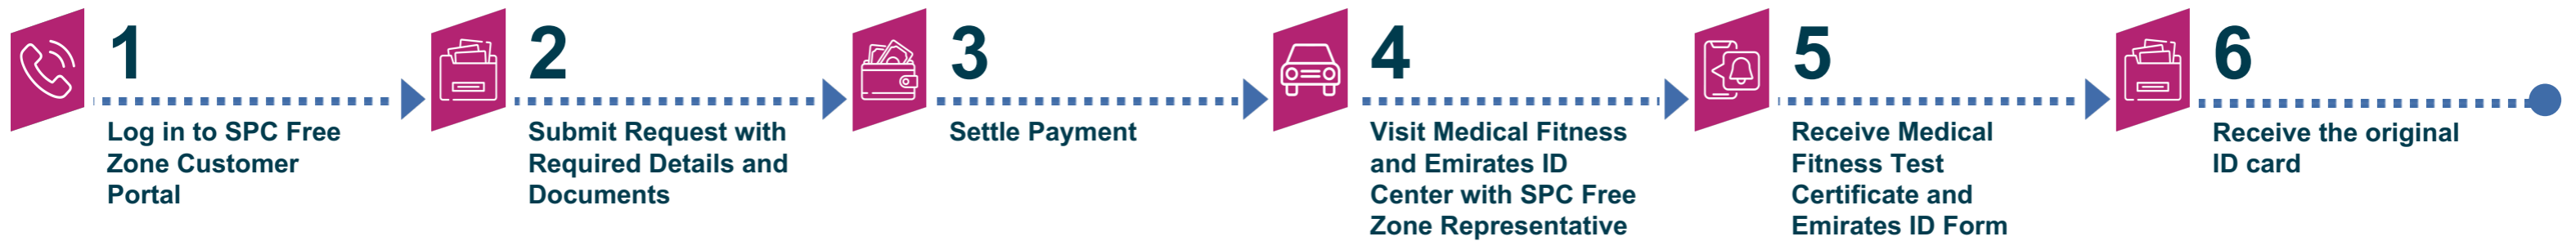 1
Log in to SPC Free
Zone Customer
Portal
2
Submit Request with
Required Details and
Documents
3
Settle Payment
4
Visit Medical Fitness
and Emirates ID
Center with SPC Free
Zone Representative
5
Receive Medical
Fitness Test
Certificate and
Emirates ID Form
6
Receive the original
ID card